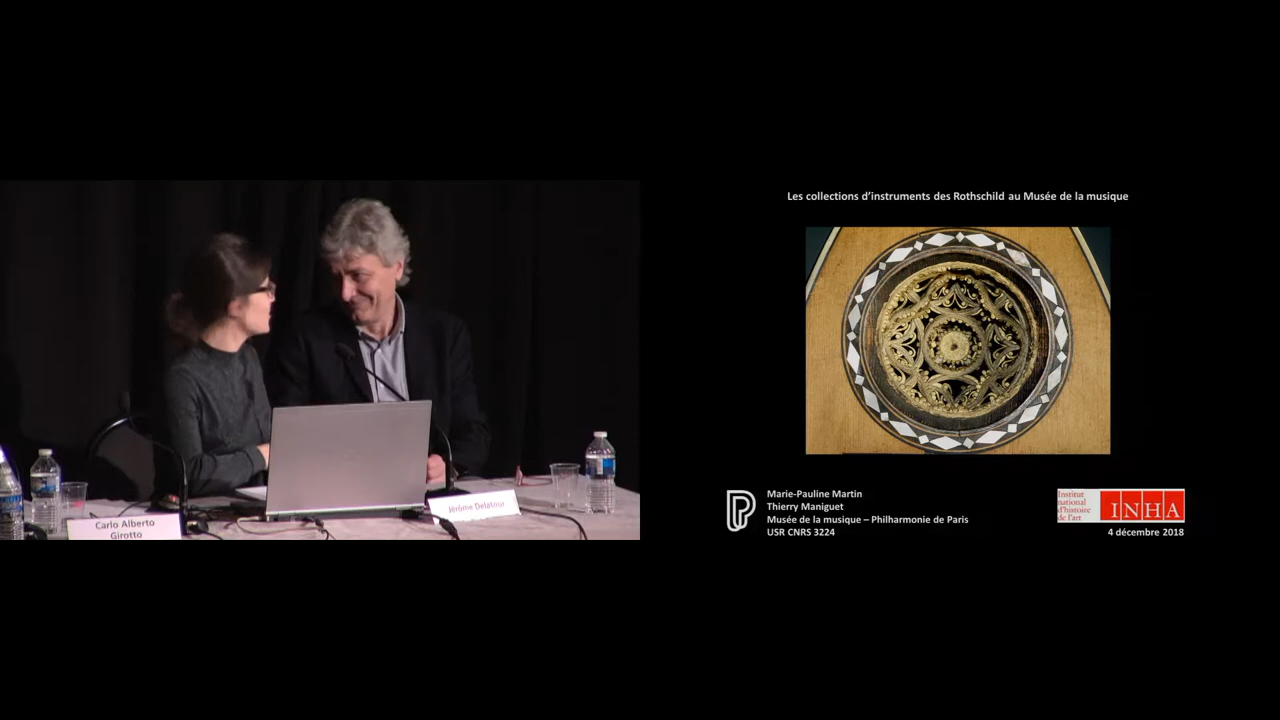 Les collections d’instruments des Rothschild au Musée de la musique
Carlo Alberto
Girotto
Jérôme Delatour
Marie-Pauline Martin
Thierry Maniguet
Musée de la musique – Philharmonie de Paris
USR CNRS 3224
Institut
national
d'histoire
de l'art
INHA
4 décembre 2018